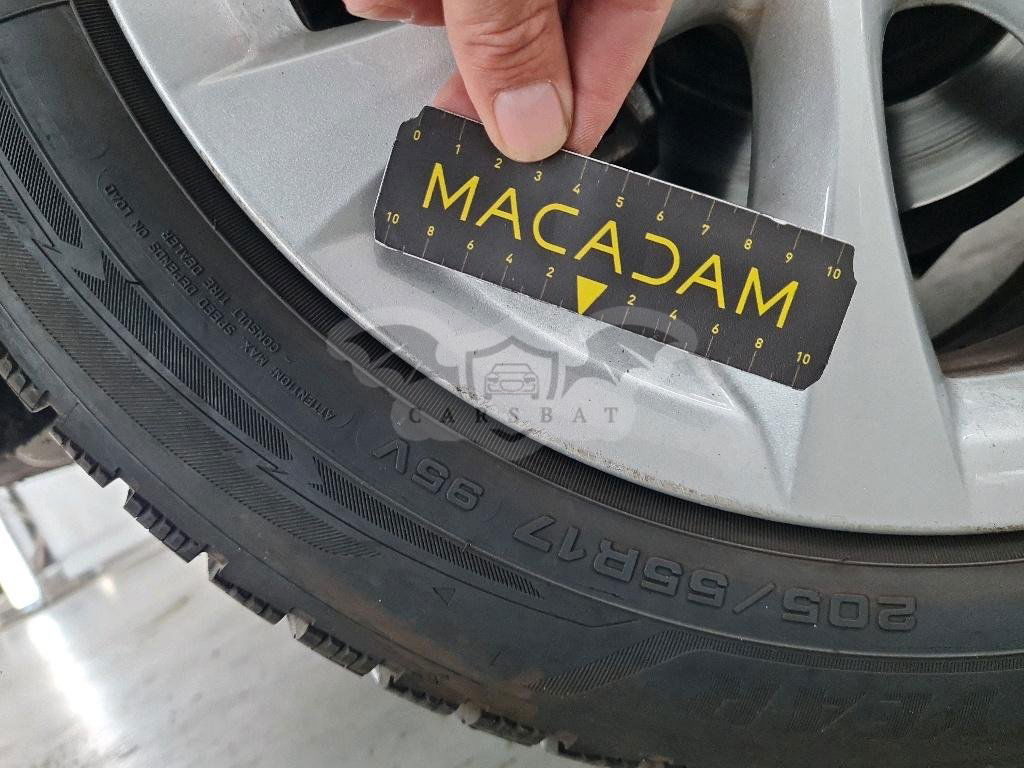 0 1 2 3 4 5 6 7 8 9 10
MACADAM
10 8 6 4 2 2 4 6 8 10
CARSBAT
205/55R17 95V
(ATTENTION! MAX. SPEED DEPENDS ON LOAD
- CONSULT TIRE DEALER